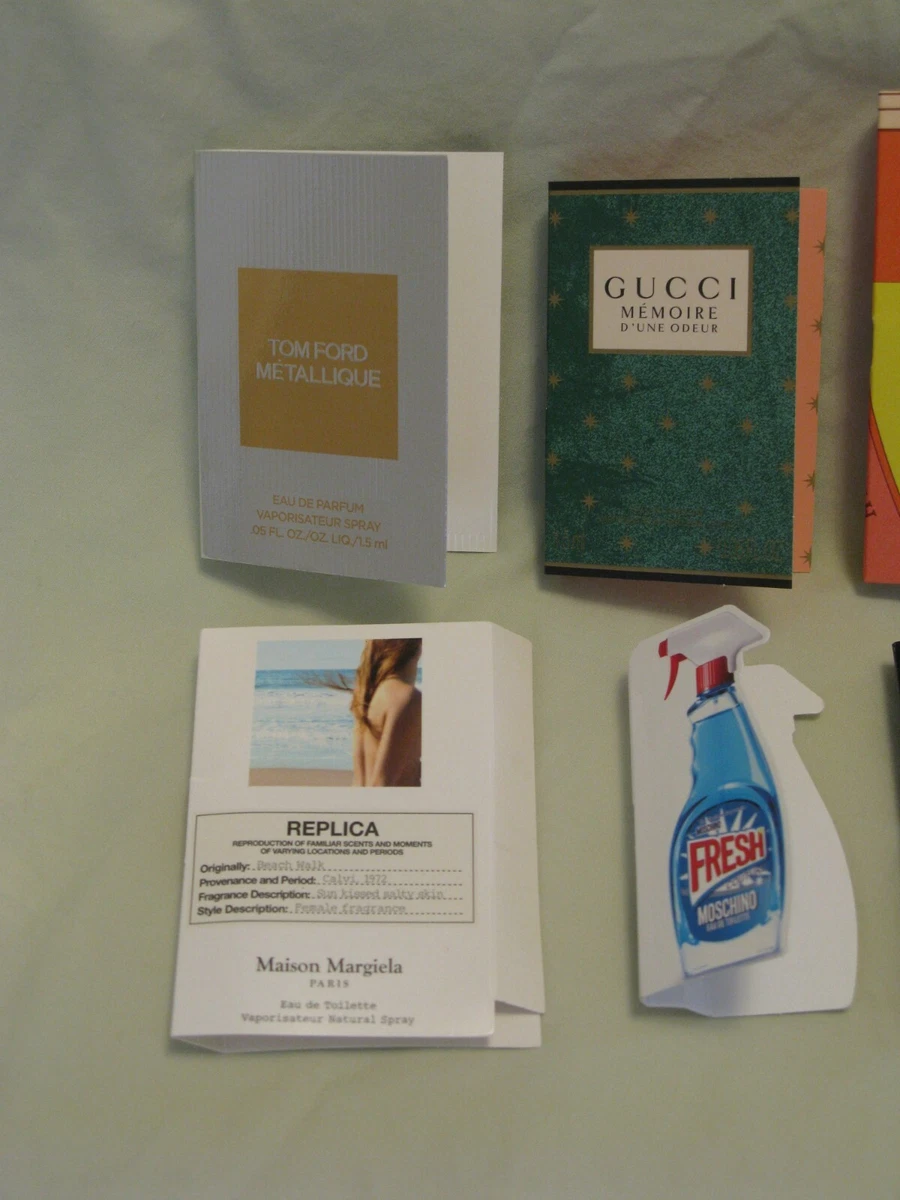 TOM FORD
MÉTALLIQUE
EAU DE PARFUM
VAPORISATEUR SPRAY
.05 FL. OZ./OZ. LIQ./1.5 ml
GUCCI
MÉMOIRE
D'UNE ODEUR
REPLICA
REPRODUCTION OF FAMILIAR SCENTS AND MOMENTS
OF VARYING LOCATIONS AND PERIODS
Originally: Beach Walk
Provenance and Period: Calvi, 1972
Fragrance Description: Sun kissed salty skin
Style Description: Female fragrance
Maison Margiela
PARIS
Eau de Toilette
Vaporisateur Natural Spray
FRESH
MOSCHINO
EAU DE TOILETTE